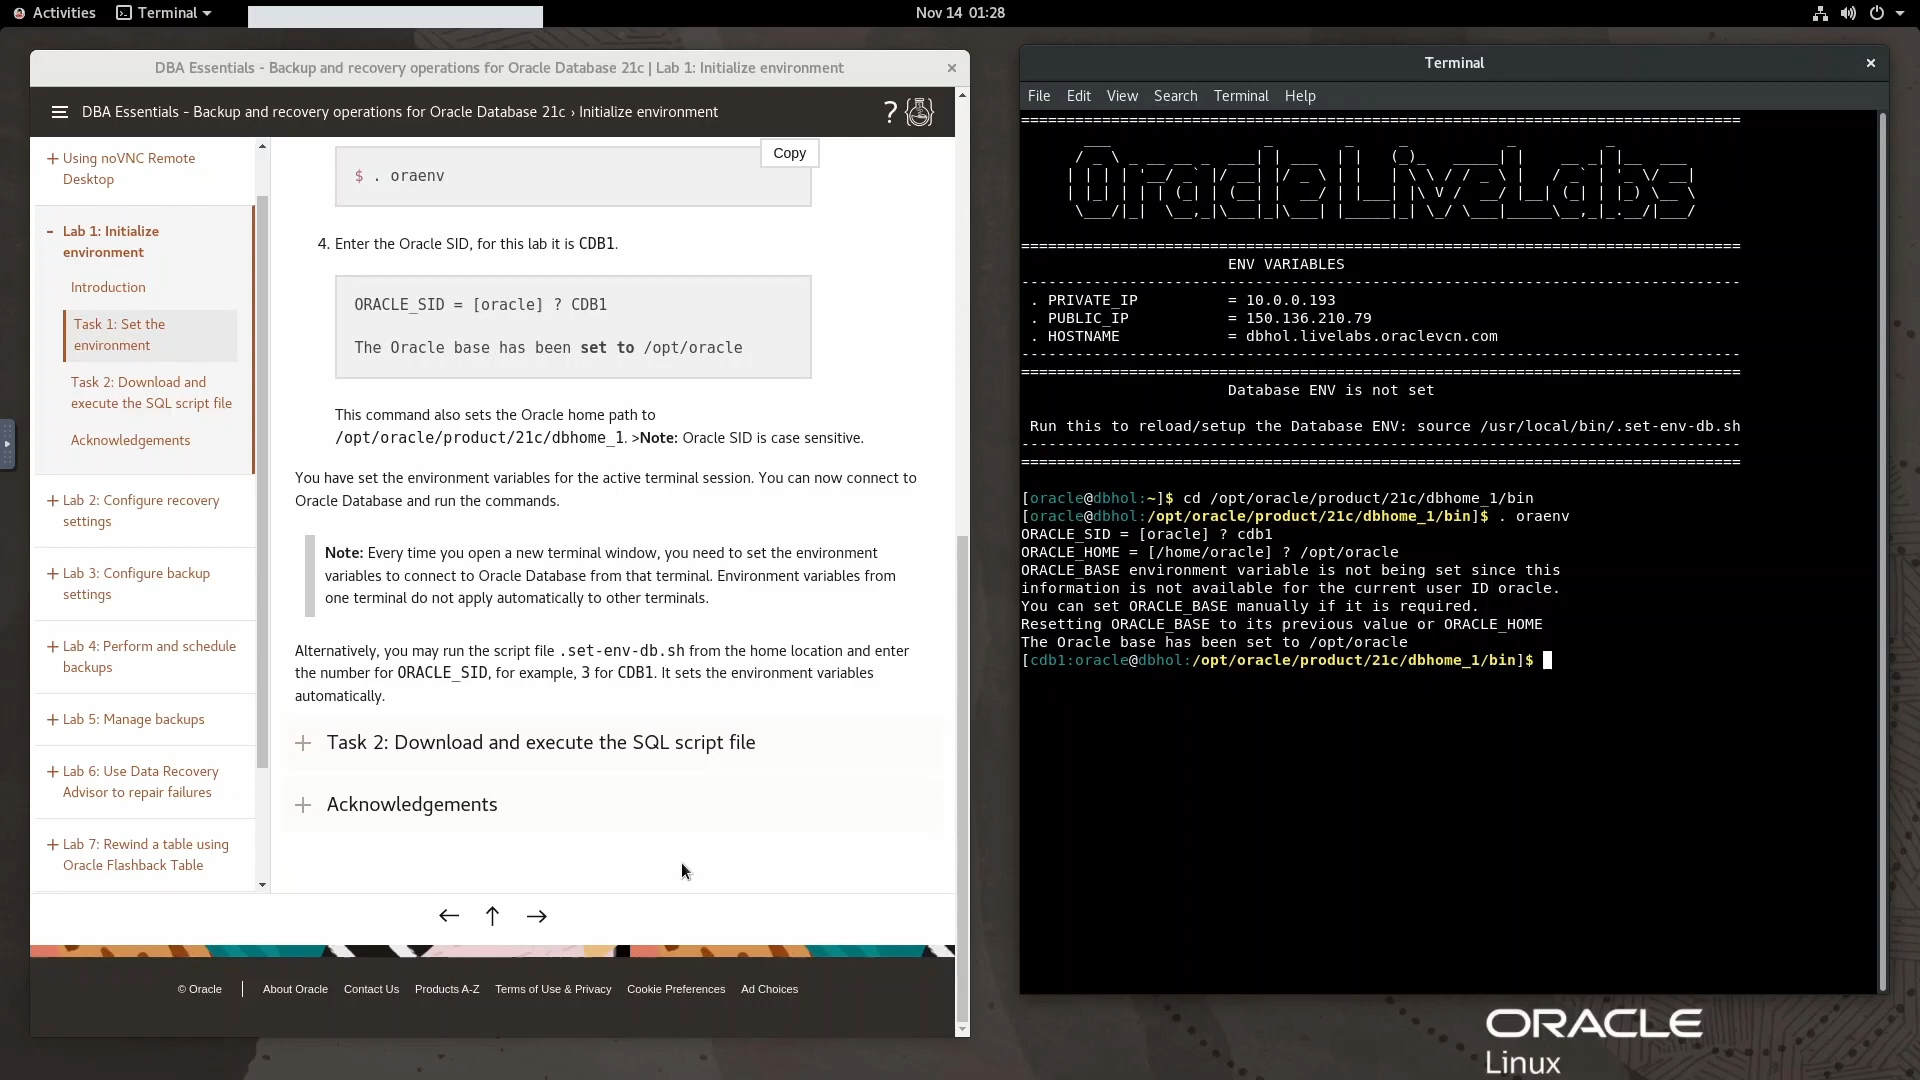 Activities
Terminal
Nov 14 01:28
DBA Essentials - Backup and recovery operations for Oracle Database 21c | Lab 1: Initialize environment
DBA Essentials - Backup and recovery operations for Oracle Database 21c › Initialize environment
?
+ Using noVNC Remote
Desktop
- Lab 1: Initialize
environment
Introduction
Task 1: Set the
environment
Task 2: Download and
execute the SQL script file
Acknowledgements
+ Lab 2: Configure recovery
settings
+ Lab 3: Configure backup
settings
+ Lab 4: Perform and schedule
backups
+ Lab 5: Manage backups
+ Lab 6: Use Data Recovery
Advisor to repair failures
+ Lab 7: Rewind a table using
Oracle Flashback Table
Copy
$ . oraenv
4. Enter the Oracle SID, for this lab it is CDB1.
ORACLE_SID = [oracle] ? CDB1
The Oracle base has been set to /opt/oracle
This command also sets the Oracle home path to
/opt/oracle/product/21c/dbhome_1. >Note: Oracle SID is case sensitive.
You have set the environment variables for the active terminal session. You can now connect to
Oracle Database and run the commands.
Note: Every time you open a new terminal window, you need to set the environment
variables to connect to Oracle Database from that terminal. Environment variables from
one terminal do not apply automatically to other terminals.
Alternatively, you may run the script file .set-env-db.sh from the home location and enter
the number for ORACLE_SID, for example, 3 for CDB1. It sets the environment variables
automatically.
+ Task 2: Download and execute the SQL script file
+ Acknowledgements
← ↑ →
© Oracle | About Oracle Contact Us Products A-Z Terms of Use & Privacy Cookie Preferences Ad Choices
Terminal
File Edit View Search Terminal Help
OracleLiveLabs
ENV VARIABLES
. PRIVATE_IP = 10.0.0.193
. PUBLIC_IP = 150.136.210.79
. HOSTNAME = dbhol.livelabs.oraclevcn.com
Database ENV is not set
Run this to reload/setup the Database ENV: source /usr/local/bin/.set-env-db.sh
[oracle@dbhol:~]$ cd /opt/oracle/product/21c/dbhome_1/bin
[oracle@dbhol:/opt/oracle/product/21c/dbhome_1/bin]$ . oraenv
ORACLE_SID = [oracle] ? cdb1
ORACLE_HOME = [/home/oracle] ? /opt/oracle
ORACLE_BASE environment variable is not being set since this
information is not available for the current user ID oracle.
You can set ORACLE_BASE manually if it is required.
Resetting ORACLE_BASE to its previous value or ORACLE_HOME
The Oracle base has been set to /opt/oracle
[cdb1:oracle@dbhol:/opt/oracle/product/21c/dbhome_1/bin]$
ORACLE
Linux